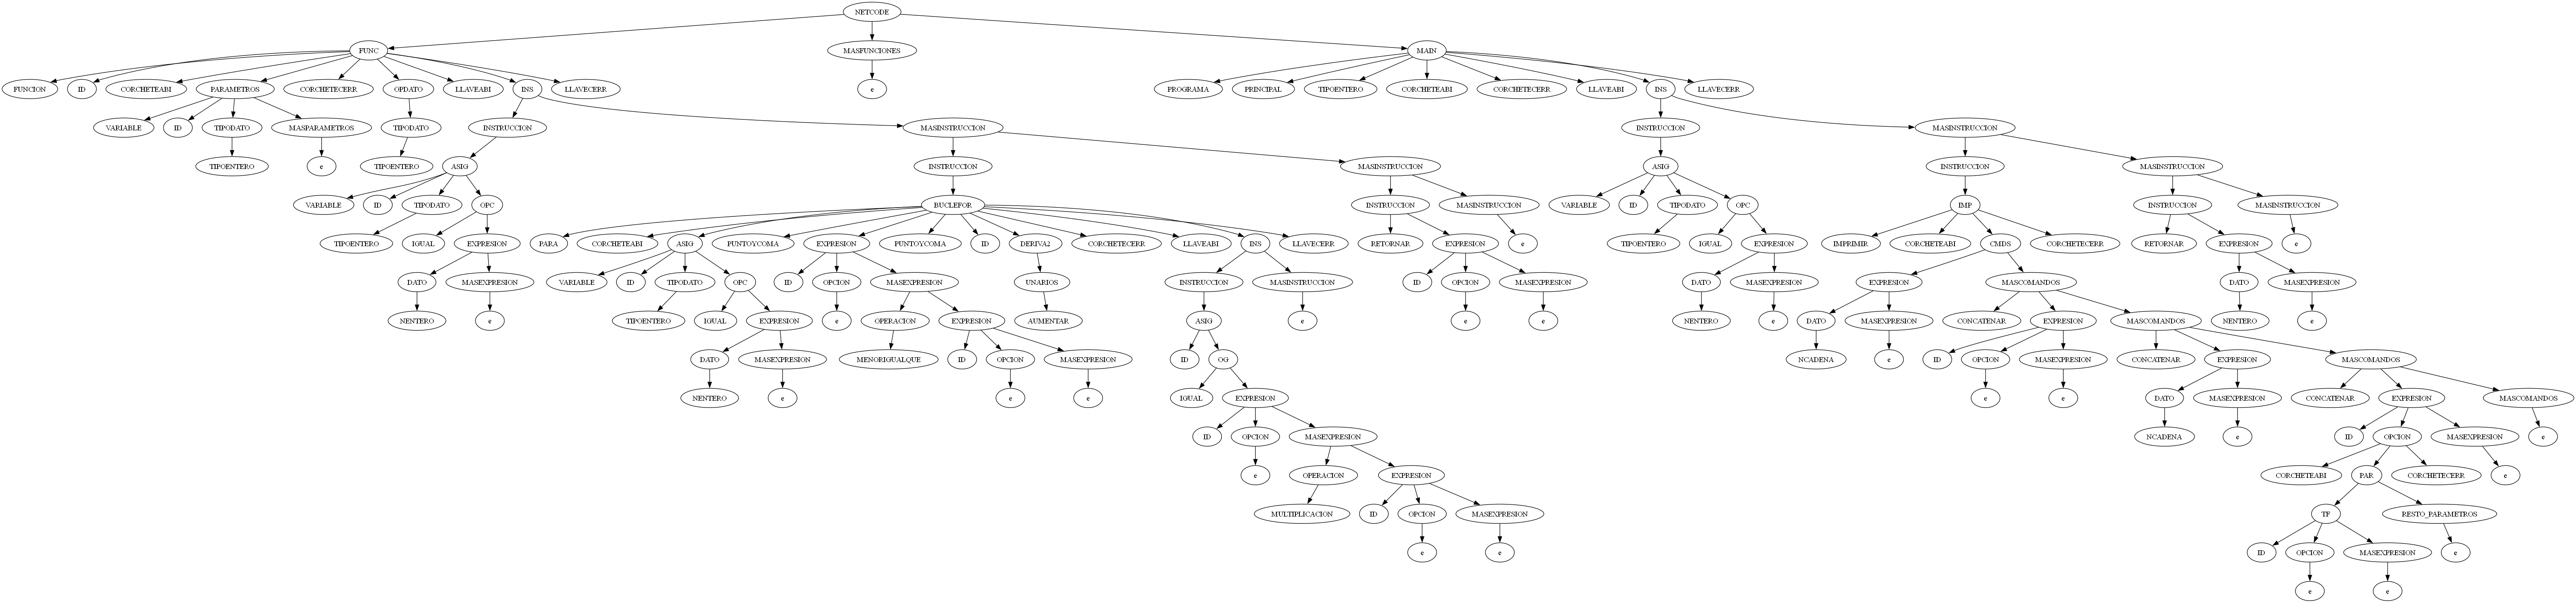 NETCODE
FUNC MASFUNCIONES MAIN
FUNCION ID CORCHETEABI PARAMETROS CORCHETECERR OPDATO LLAVEABI INS LLAVECERR e PROGRAMA PRINCIPAL TIPOENTERO CORCHETEABI CORCHETECERR LLAVEABI INS LLAVECERR
VARIABLE ID TIPODATO MASPARAMETROS TIPODATO INSTRUCCION MASINSTRUCCION INSTRUCCION MASINSTRUCCION
TIPOENTERO e TIPOENTERO ASIG INSTRUCCION MASINSTRUCCION ASIG INSTRUCCION MASINSTRUCCION
VARIABLE ID TIPODATO OPC BUCLEFOR INSTRUCCION MASINSTRUCCION VARIABLE ID TIPODATO OPC IMP INSTRUCCION MASINSTRUCCION
TIPOENTERO IGUAL EXPRESION PARA CORCHETEABI ASIG PUNTOYCOMA EXPRESION PUNTOYCOMA ID DERIVA2 CORCHETECERR LLAVEABI INS LLAVECERR RETORNAR EXPRESION e TIPOENTERO IGUAL EXPRESION IMPRIMIR CORCHETEABI CMDS CORCHETECERR RETORNAR EXPRESION e
DATO MASEXPRESION VARIABLE ID TIPODATO OPC ID OPCION MASEXPRESION UNARIOS INSTRUCCION MASINSTRUCCION ID OPCION MASEXPRESION DATO MASEXPRESION EXPRESION MASCOMANDOS DATO MASEXPRESION
NENTERO e TIPOENTERO IGUAL EXPRESION e OPERACION EXPRESION AUMENTAR ASIG e e e NENTERO e DATO MASEXPRESION CONCATENAR EXPRESION MASCOMANDOS NENTERO e
DATO MASEXPRESION MENORIGUALQUE ID OPCION MASEXPRESION ID OG NCADENA e ID OPCION MASEXPRESION CONCATENAR EXPRESION MASCOMANDOS
NENTERO e e e IGUAL EXPRESION e e DATO MASEXPRESION CONCATENAR EXPRESION MASCOMANDOS
ID OPCION MASEXPRESION NCADENA e ID OPCION MASEXPRESION e
e OPERACION EXPRESION CORCHETEABI PAR CORCHETECERR e
MULTIPLICACION ID OPCION MASEXPRESION TF RESTO_PARAMETROS
e e ID OPCION MASEXPRESION e
e e